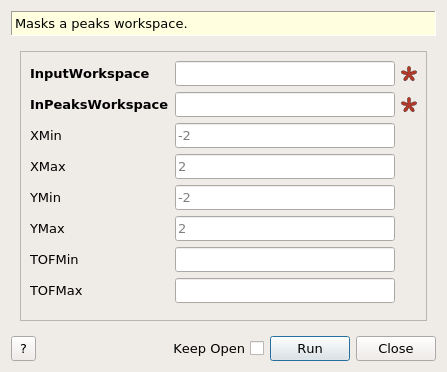 Masks a peaks workspace.
InputWorkspace
InPeaksWorkspace
XMin -2
XMax 2
YMin -2
YMax 2
TOFMin
TOFMax
? Keep Open Run Close